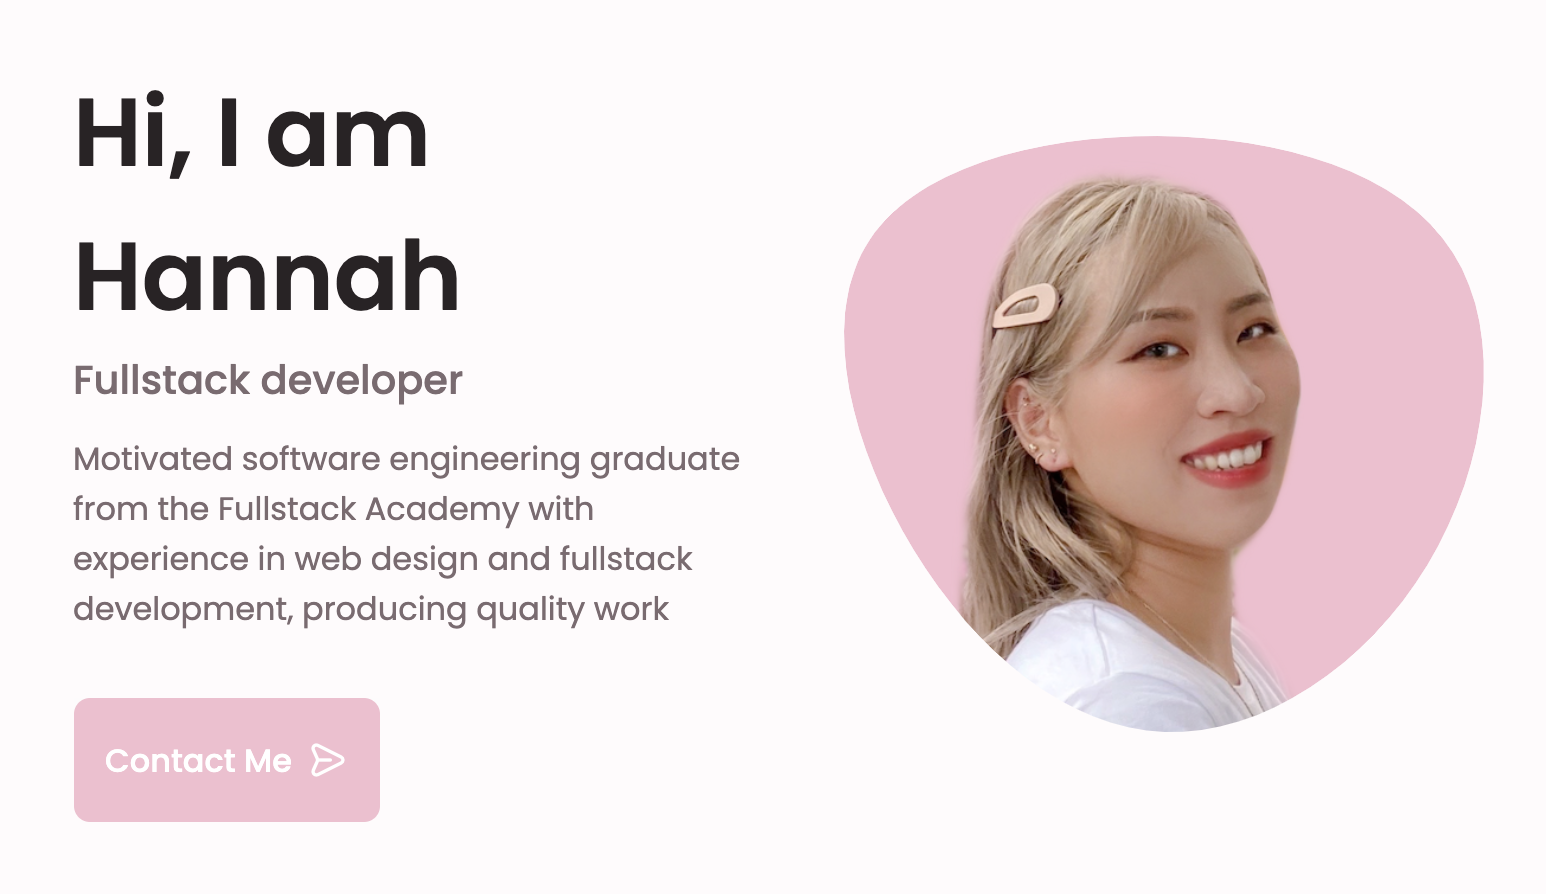 Hi, I am
Hannah
Fullstack developer
Motivated software engineering graduate
from the Fullstack Academy with
experience in web design and fullstack
development, producing quality work
Contact Me